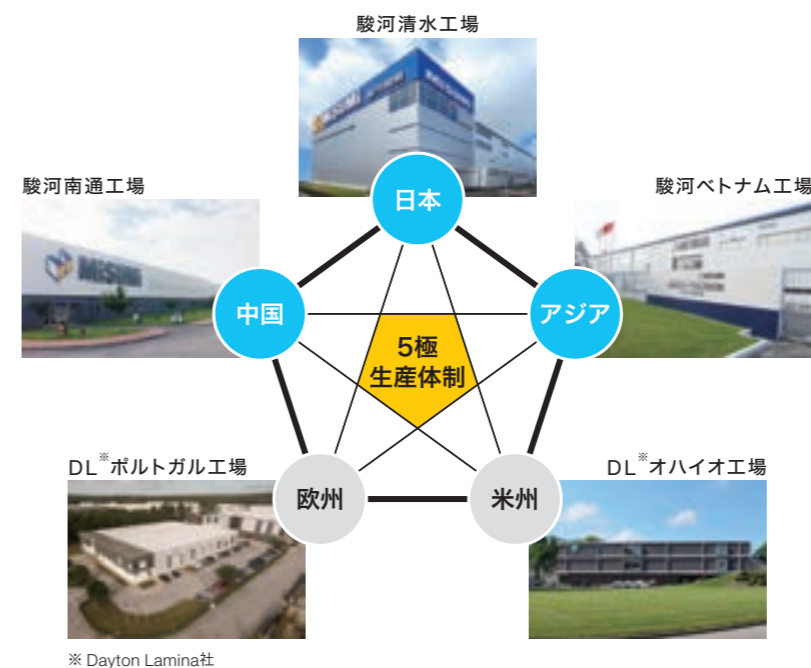 駿河清水工場
MISUMI
日本
駿河南通工場
MISUMI
中国
駿河ベトナム工場
アジア
5極
生産体制
DL※ポルトガル工場
欧州
DL※オハイオ工場
米州
※ Dayton Lamina社